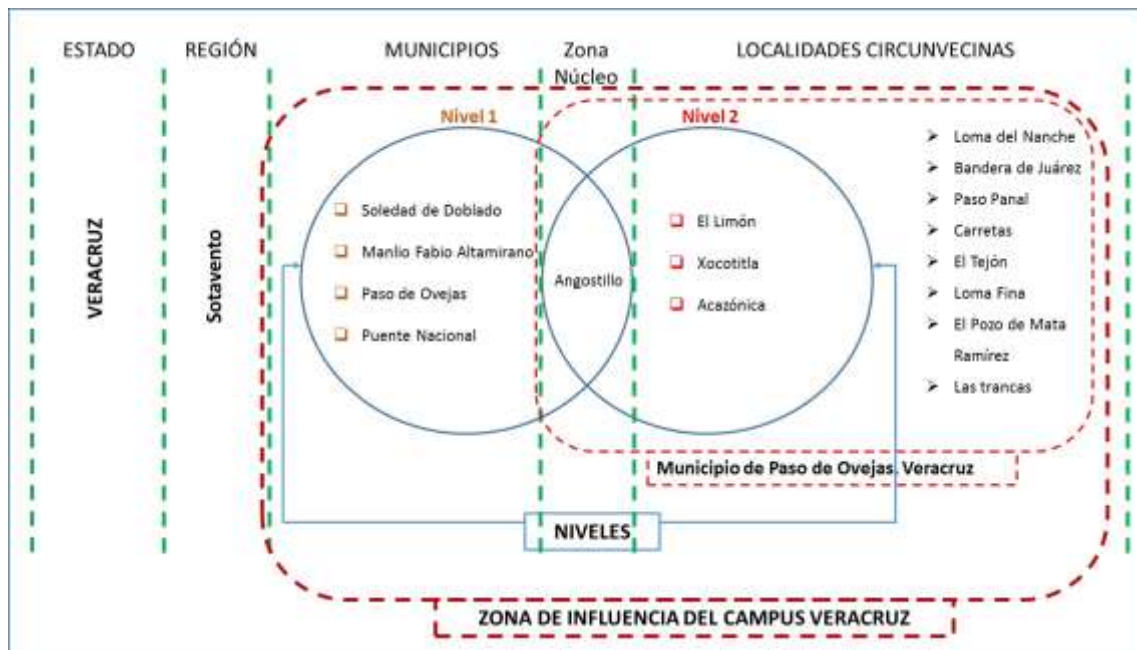 ESTADO
REGIÓN
MUNICIPIOS
Zona
Núcleo
LOCALIDADES CIRCUNVECINAS
Nivel 1
Nivel 2
VERACRUZ
Sotavento
Soledad de Doblado
Manlio Fabio Altamirano
Paso de Ovejas
Puente Nacional
Angostillo
El Limón
Xocotitla
Acazónica
Loma del Nanche
Bandera de Juárez
Paso Panal
Carretas
El Tejón
Loma Fina
El Pozo de Mata
Ramírez
Las trancas
Municipio de Paso de Ovejas. Veracruz
NIVELES
ZONA DE INFLUENCIA DEL CAMPUS VERACRUZ